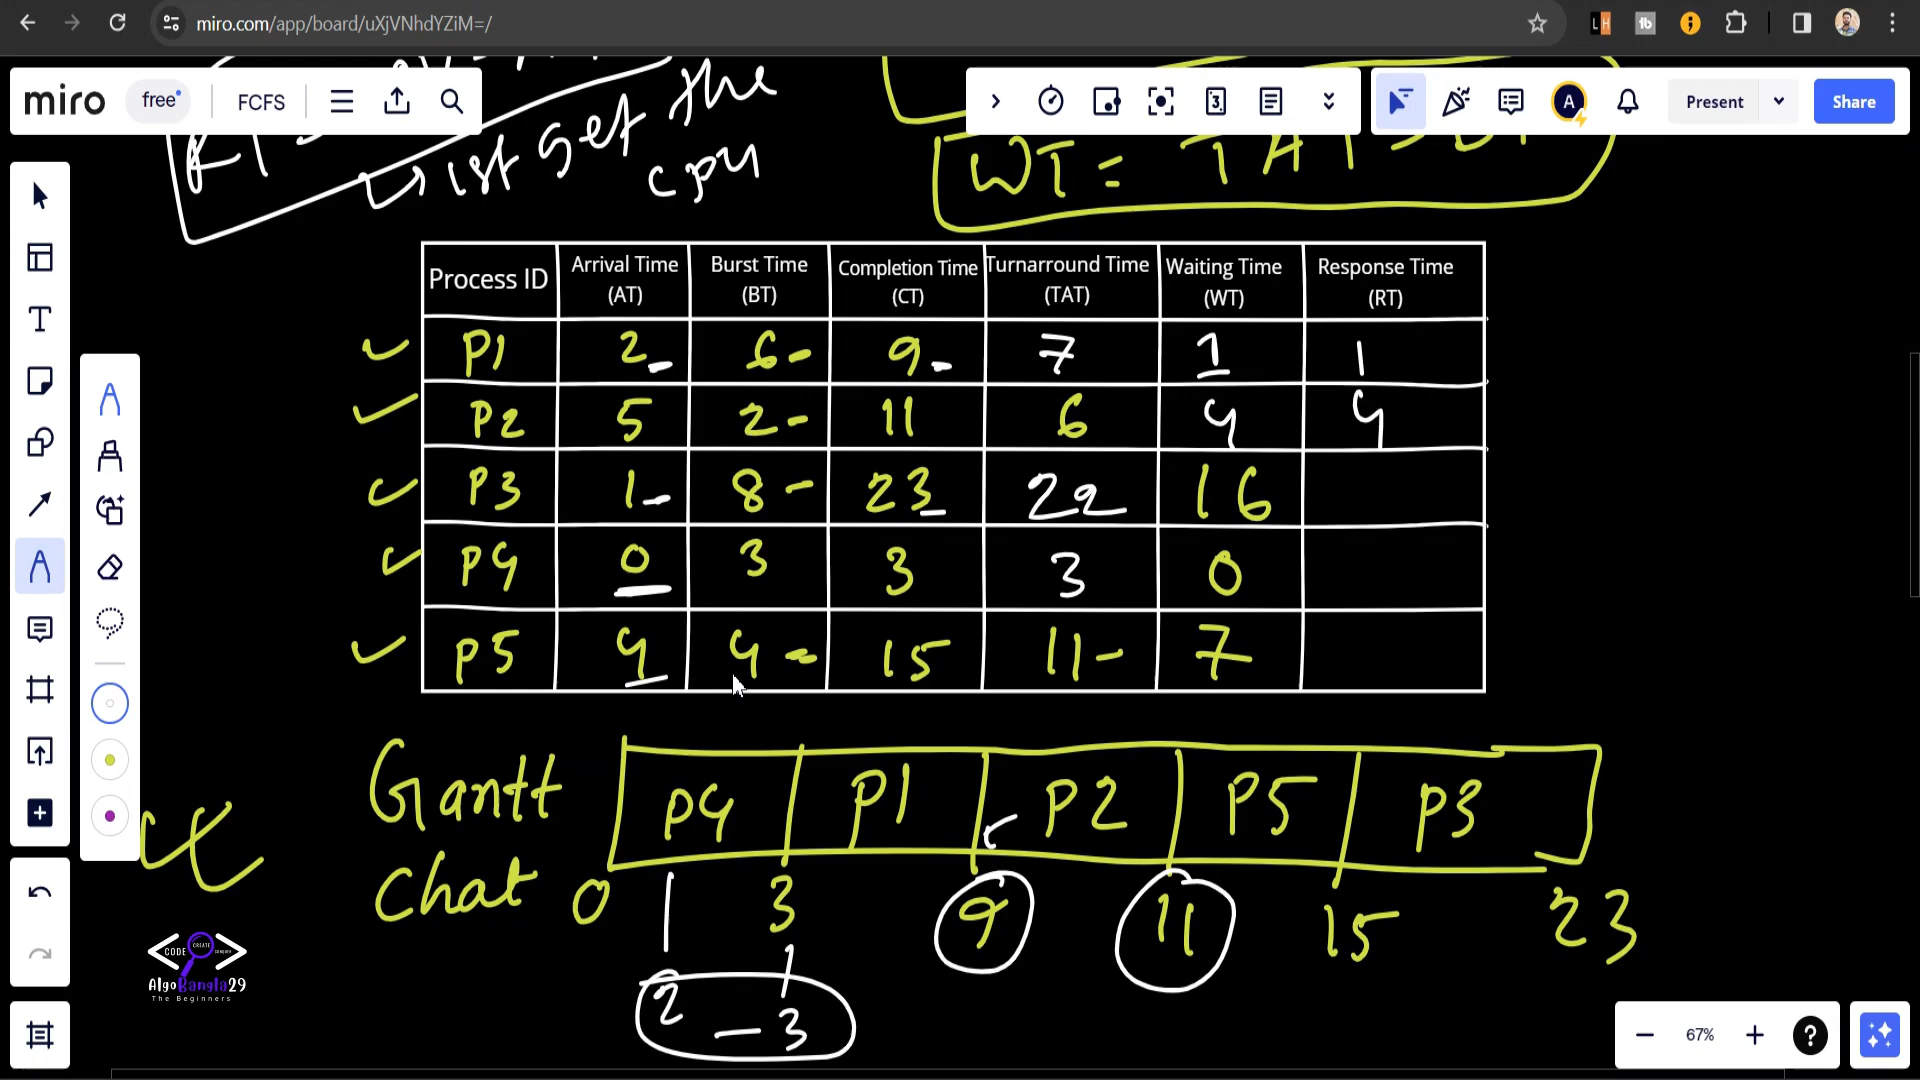 miro.com/app/board/uXjVNhdYZiM=/
miro free FCFS
Present Share
A
1st get the
cpu
WT = TAT - BT
Process ID Arrival Time (AT) Burst Time (BT) Completion Time (CT) Turnarround Time (TAT) Waiting Time (WT) Response Time (RT)
P1 2 6 9 7 1 1
P2 5 2 11 6 4 4
P3 1 8 23 22 16
P4 0 3 3 3 0
P5 4 4 15 11 7
Gantt P4 P1 P2 P5 P3
Chat 0 3 9 11 15 23
2 - 3
CODE CREATE
AlgoBangla29
The Beginners
67%